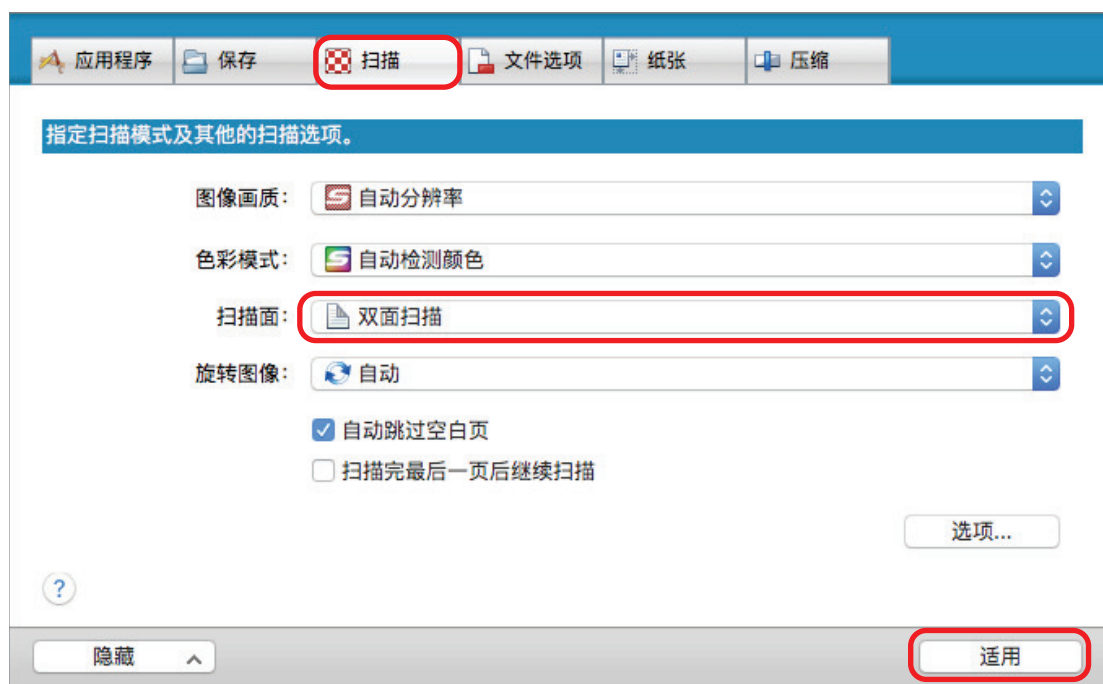 应用程序 保存 扫描 文件选项 纸张 压缩
指定扫描模式及其他的扫描选项。
图像画质： 自动分辨率
色彩模式： 自动检测颜色
扫描面： 双面扫描
旋转图像： 自动
自动跳过空白页
扫描完最后一页后继续扫描
选项...
?
隐藏 适用